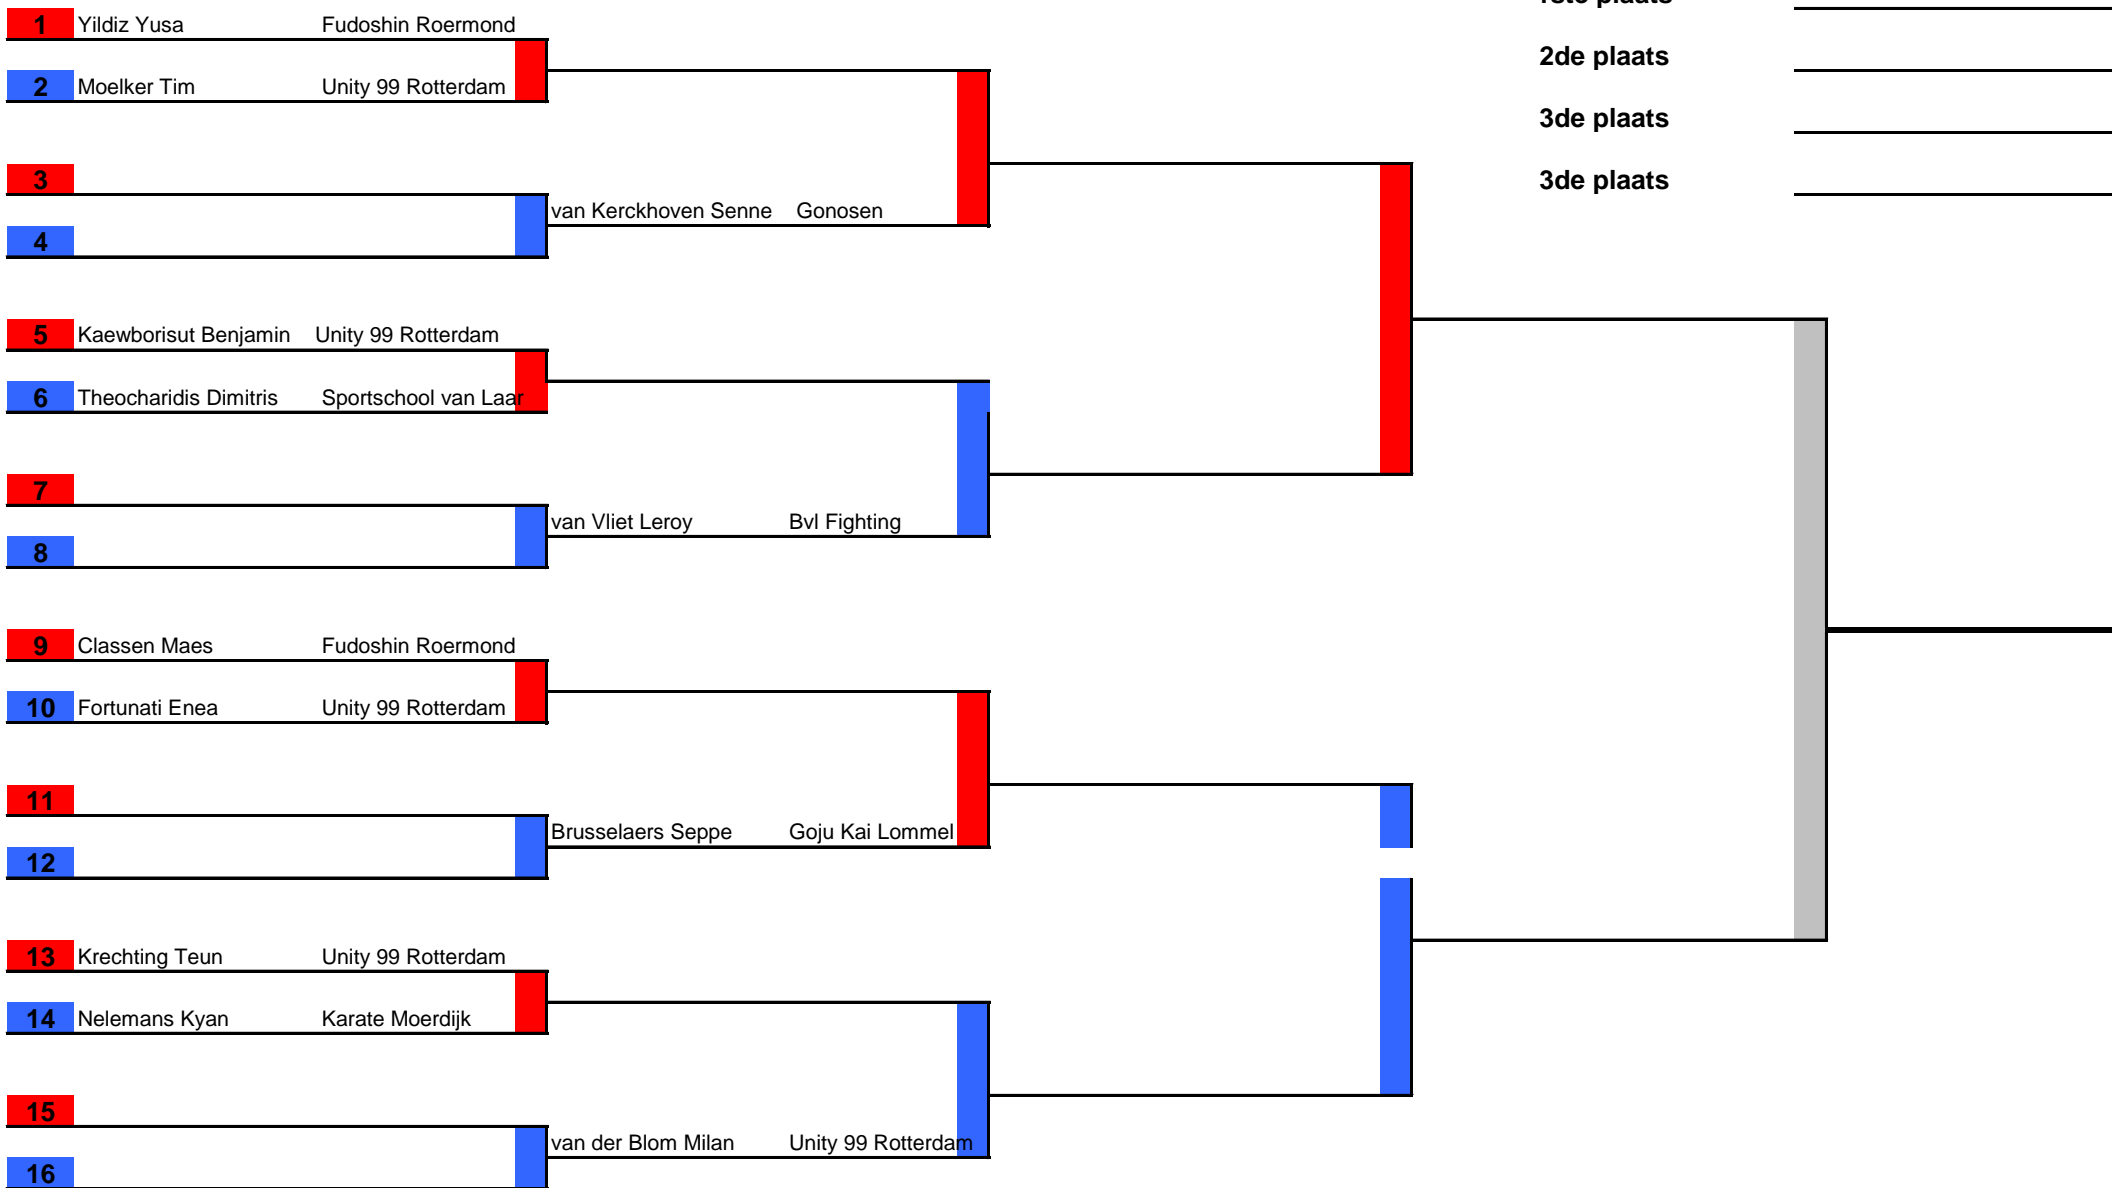 1ste plaats
1 Yildiz Yusa Fudoshin Roermond
2de plaats
2 Moelker Tim Unity 99 Rotterdam
3de plaats
3
3de plaats
van Kerckhoven Senne Gonosen
4
5 Kaewborisut Benjamin Unity 99 Rotterdam
6 Theocharidis Dimitris Sportschool van Laar
7
van Vliet Leroy Bvl Fighting
8
9 Classen Maes Fudoshin Roermond
10 Fortunati Enea Unity 99 Rotterdam
11
Brusselaers Seppe Goju Kai Lommel
12
13 Krechting Teun Unity 99 Rotterdam
14 Nelemans Kyan Karate Moerdijk
15
van der Blom Milan Unity 99 Rotterdam
16